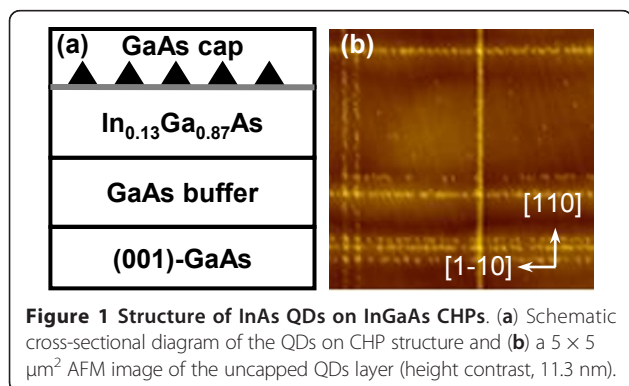 (a)
GaAs cap
In0.13Ga0.87As
GaAs buffer
(001)-GaAs
(b)
[110]
[1-10]
Figure 1 Structure of InAs QDs on InGaAs CHPs. (a) Schematic
cross-sectional diagram of the QDs on CHP structure and (b) a 5 × 5
μm² AFM image of the uncapped QDs layer (height contrast, 11.3 nm).